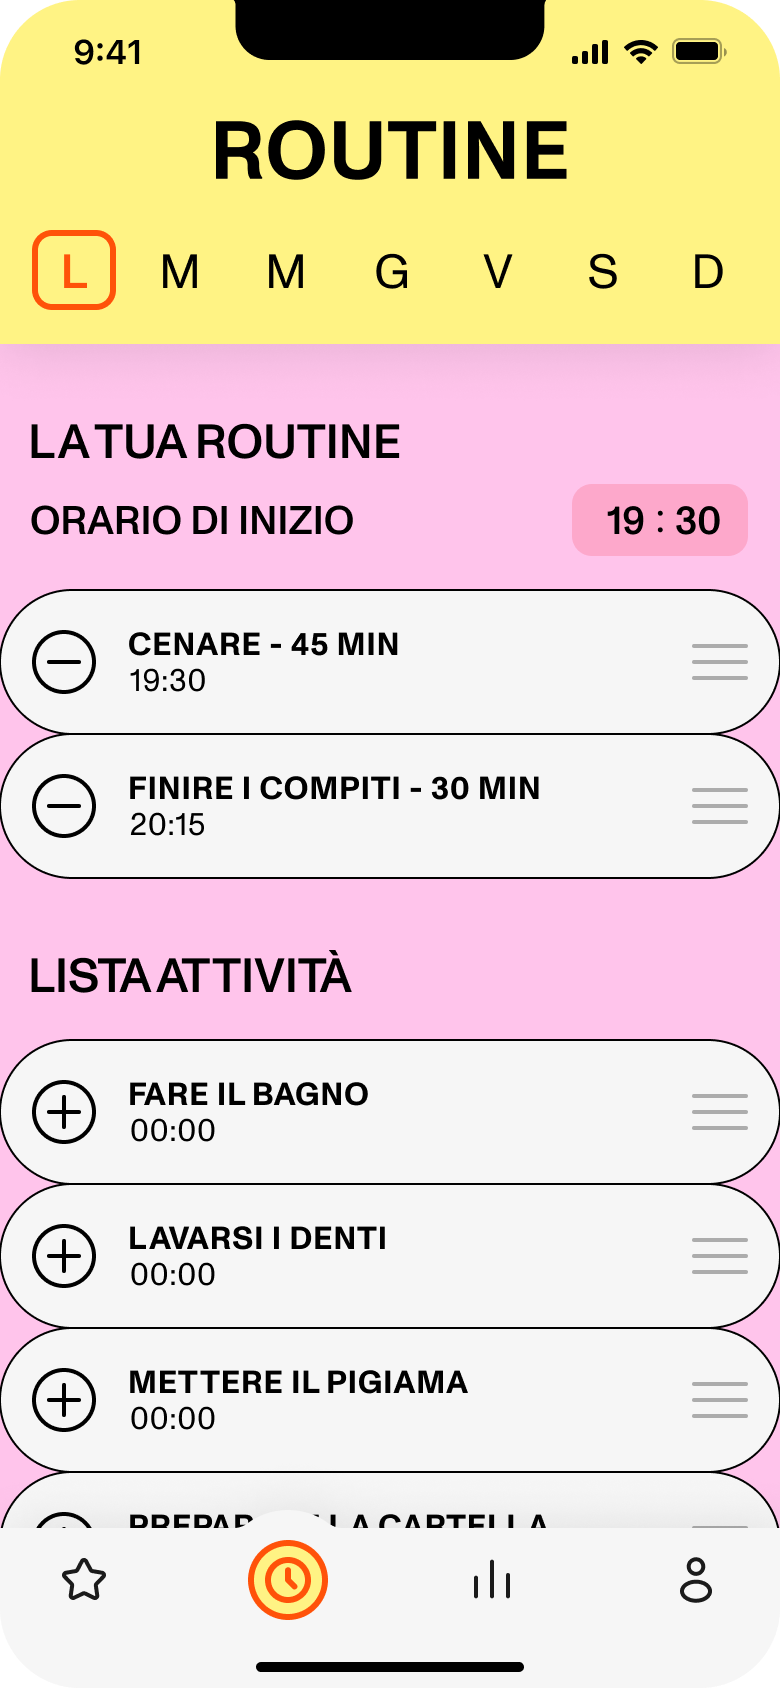 9:41
ROUTINE
L M M G V S D
LA TUA ROUTINE
ORARIO DI INIZIO 19 : 30
CENARE - 45 MIN
19:30
FINIRE I COMPITI - 30 MIN
20:15
LISTA ATTIVITÀ
FARE IL BAGNO
00:00
LAVARSI I DENTI
00:00
METTERE IL PIGIAMA
00:00
LA CARTELLA